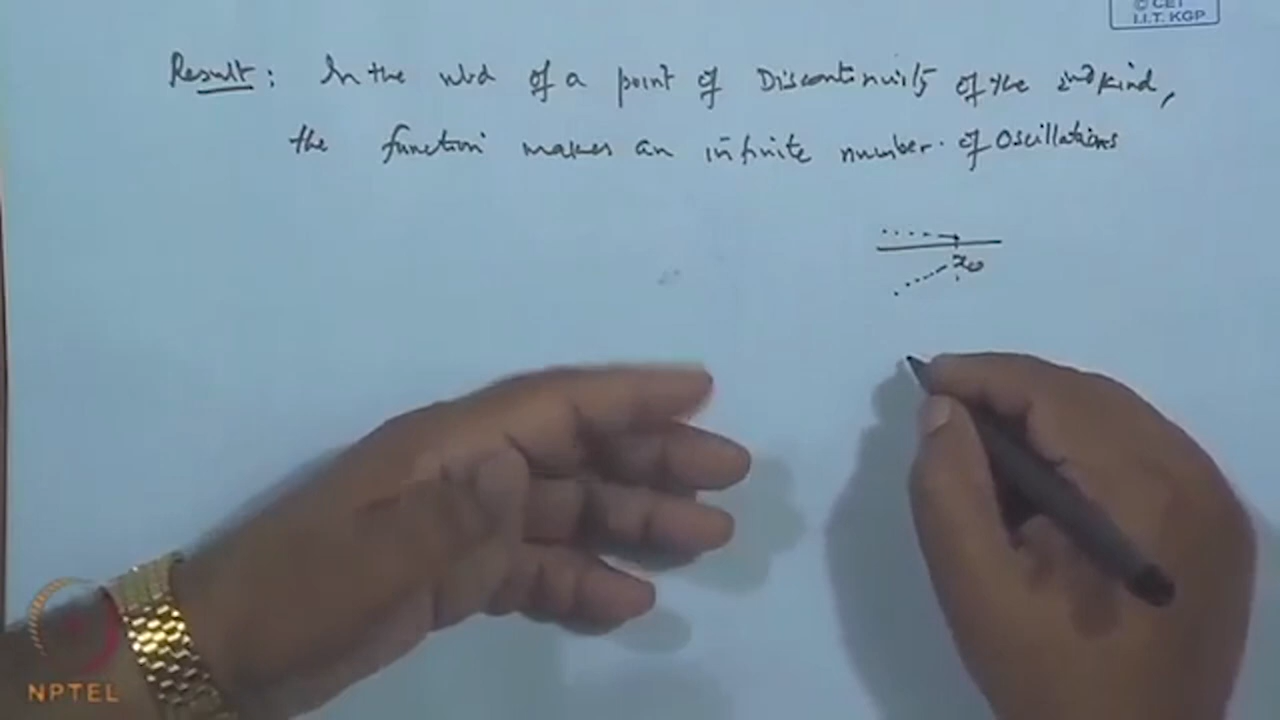 © CET
I.I.T. KGP
Result: In the nbd of a point of Discontinuity of the 2nd kind,
the function makes an infinite number of Oscillations
x₀
NPTEL